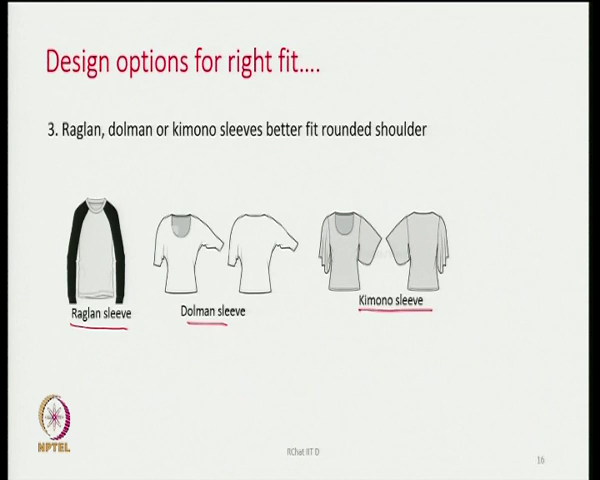 Design options for right fit....
3. Raglan, dolman or kimono sleeves better fit rounded shoulder
Raglan sleeve
Dolman sleeve
Kimono sleeve
NPTEL
RChat IIT D
16